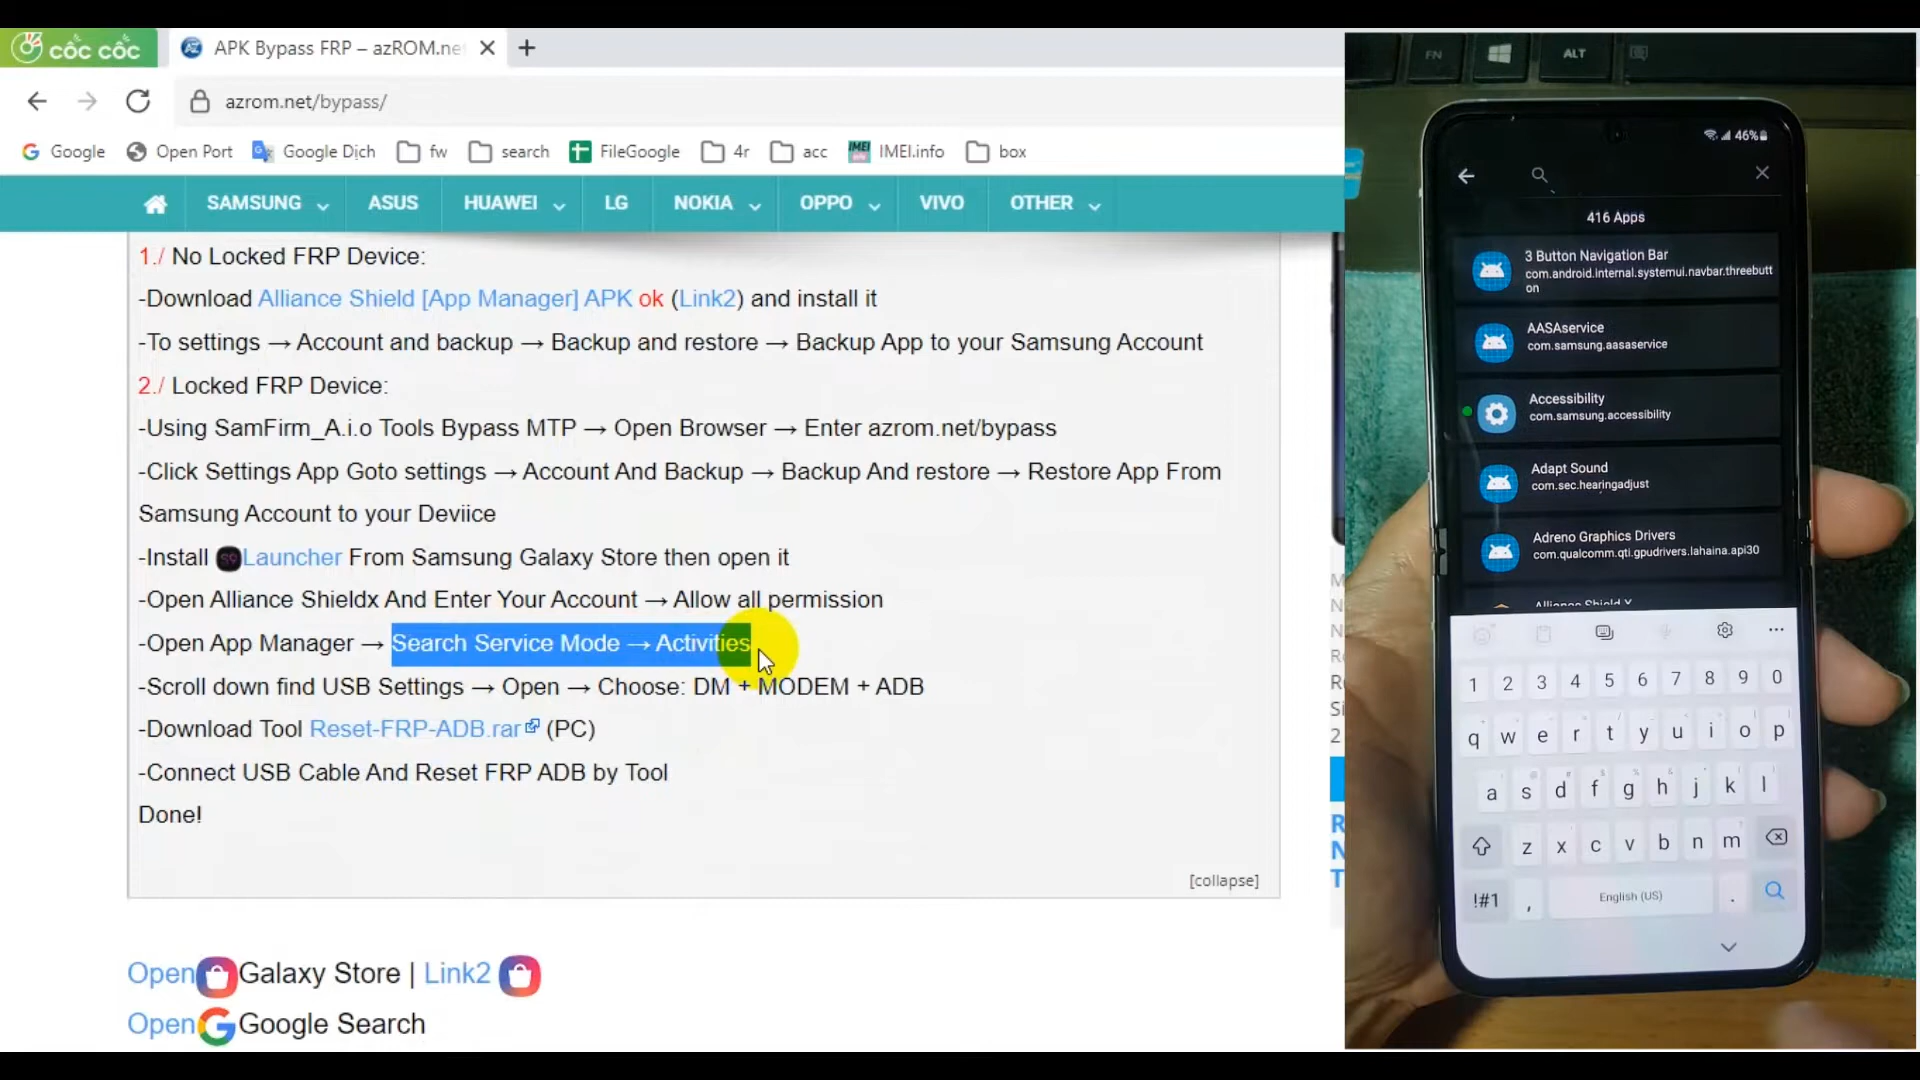 cốc cốc
APK Bypass FRP – azROM.ne
azrom.net/bypass/
Google Open Port Google Dịch fw search FileGoogle 4r acc IMEI.info box
SAMSUNG ASUS HUAWEI LG NOKIA OPPO VIVO OTHER
1./ No Locked FRP Device:
-Download Alliance Shield [App Manager] APK ok (Link2) and install it
-To settings → Account and backup → Backup and restore → Backup App to your Samsung Account
2./ Locked FRP Device:
-Using SamFirm_A.i.o Tools Bypass MTP → Open Browser → Enter azrom.net/bypass
-Click Settings App Goto settings → Account And Backup → Backup And restore → Restore App From
Samsung Account to your Deviice
-Install S9 Launcher From Samsung Galaxy Store then open it
-Open Alliance Shieldx And Enter Your Account → Allow all permission
-Open App Manager → Search Service Mode → Activities
-Scroll down find USB Settings → Open → Choose: DM + MODEM + ADB
-Download Tool Reset-FRP-ADB.rar (PC)
-Connect USB Cable And Reset FRP ADB by Tool
Done!
[collapse]
Open Galaxy Store | Link2
Open Google Search
FN ALT
46%
416 Apps
3 Button Navigation Bar
com.android.internal.systemui.navbar.threebutt
on
AASAservice
com.samsung.aasaservice
Accessibility
com.samsung.accessibility
Adapt Sound
com.sec.hearingadjust
Adreno Graphics Drivers
com.qualcomm.qti.gpudrivers.lahaina.api30
Alliance Shield X
1 2 3 4 5 6 7 8 9 0
q w e r t y u i o p
a s d f g h j k l
z x c v b n m
!#1 , English (US) .